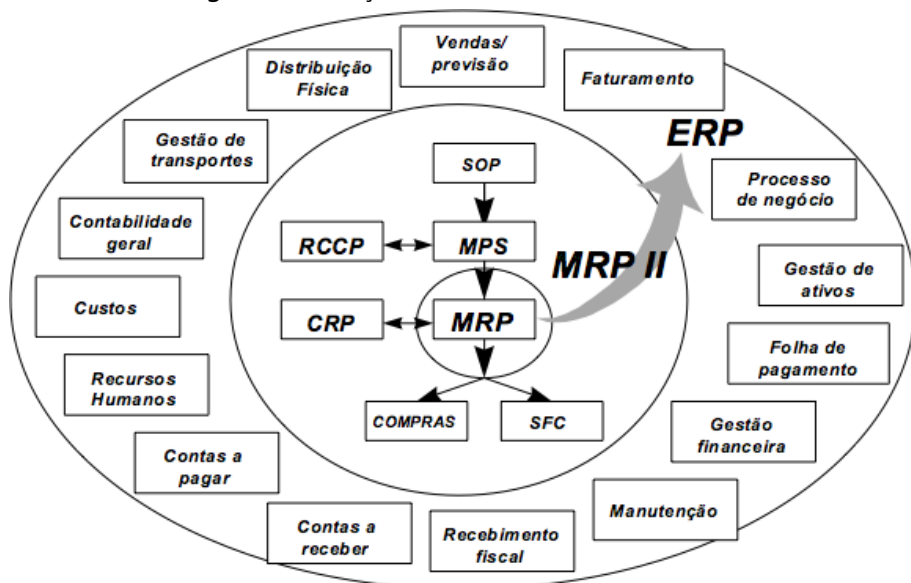 Vendas/
previsão
Distribuição
Física
Faturamento
ERP
Gestão de
transportes
SOP
Processo
de negócio
Contabilidade
geral
RCCP
MPS
MRP II
Gestão de
ativos
Custos
CRP
MRP
Folha de
pagamento
Recursos
Humanos
COMPRAS
SFC
Gestão
financeira
Contas a
pagar
Manutenção
Contas a
receber
Recebimento
fiscal